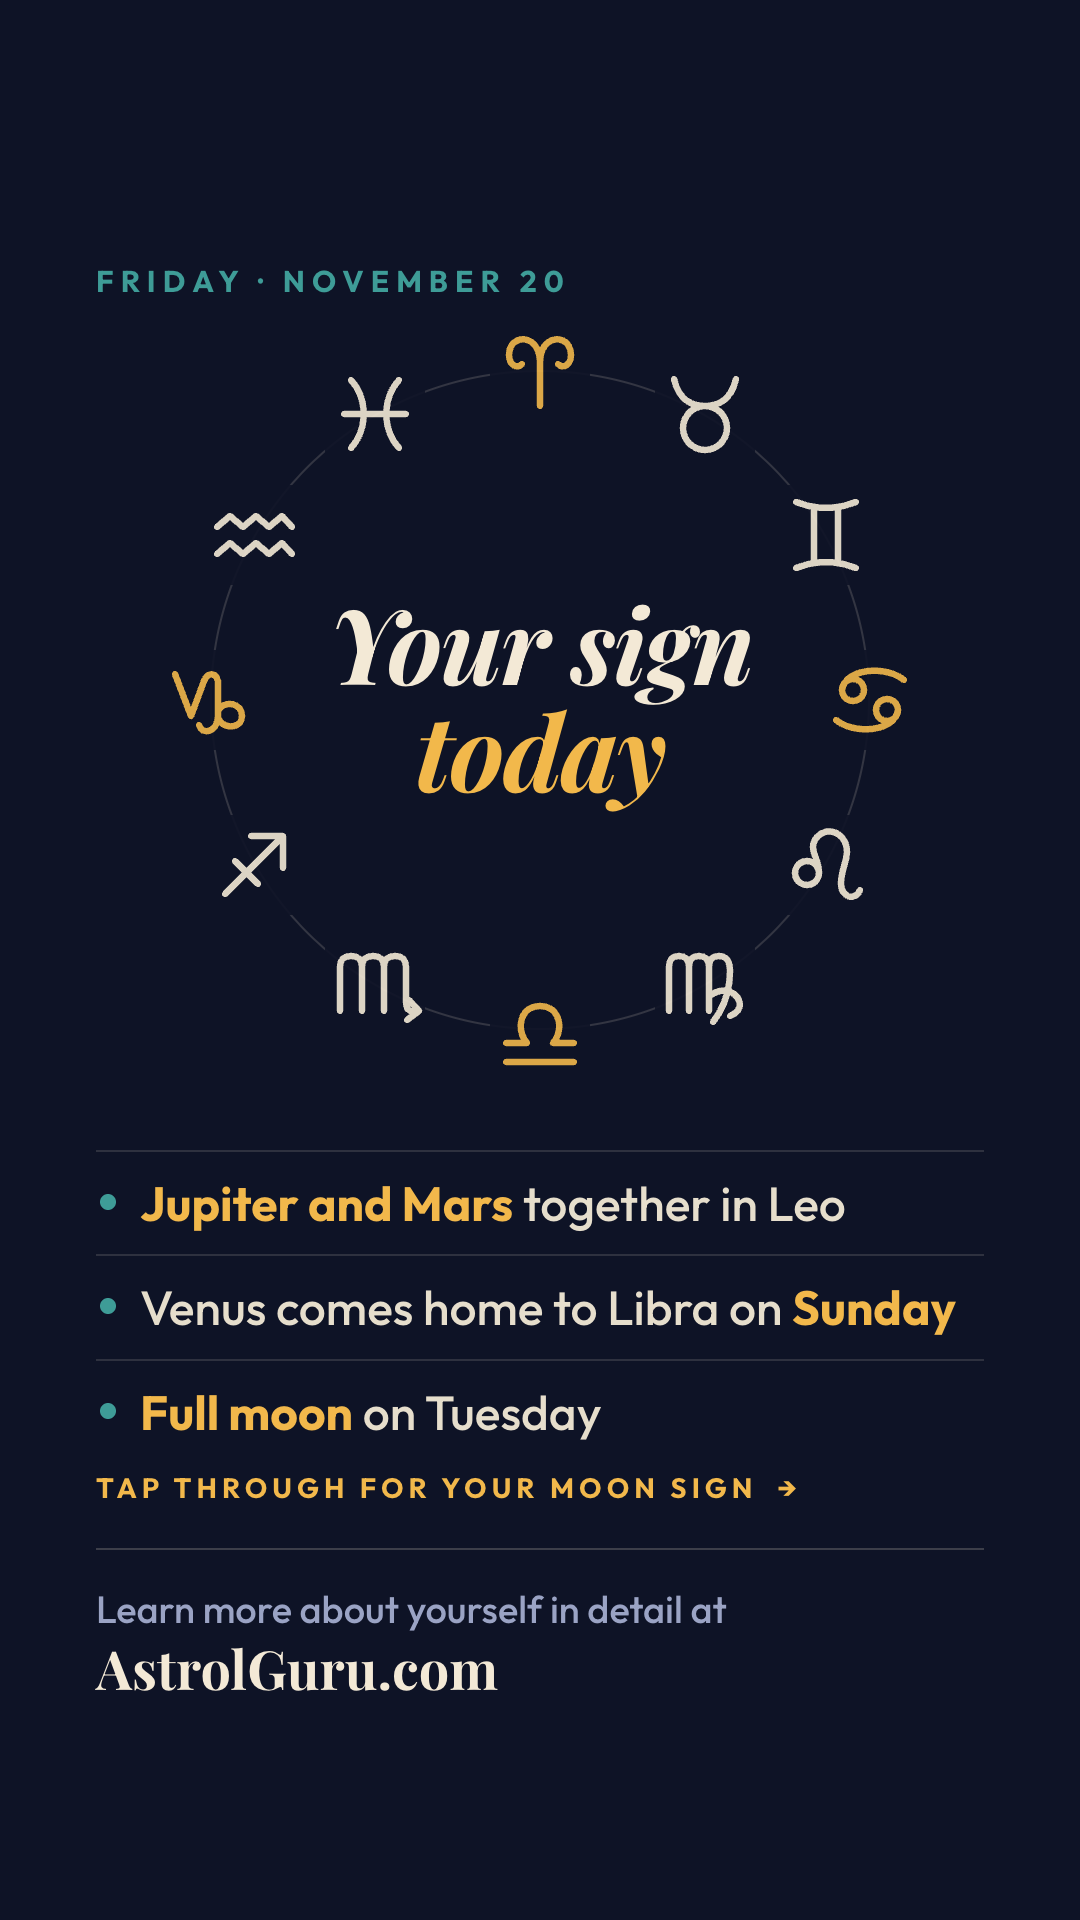 FRIDAY · NOVEMBER 20
Your sign
today
Jupiter and Mars together in Leo
Venus comes home to Libra on Sunday
Full moon on Tuesday
TAP THROUGH FOR YOUR MOON SIGN →
Learn more about yourself in detail at
AstrolGuru.com